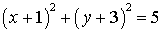 (x+1)² + (y+3)² = 5